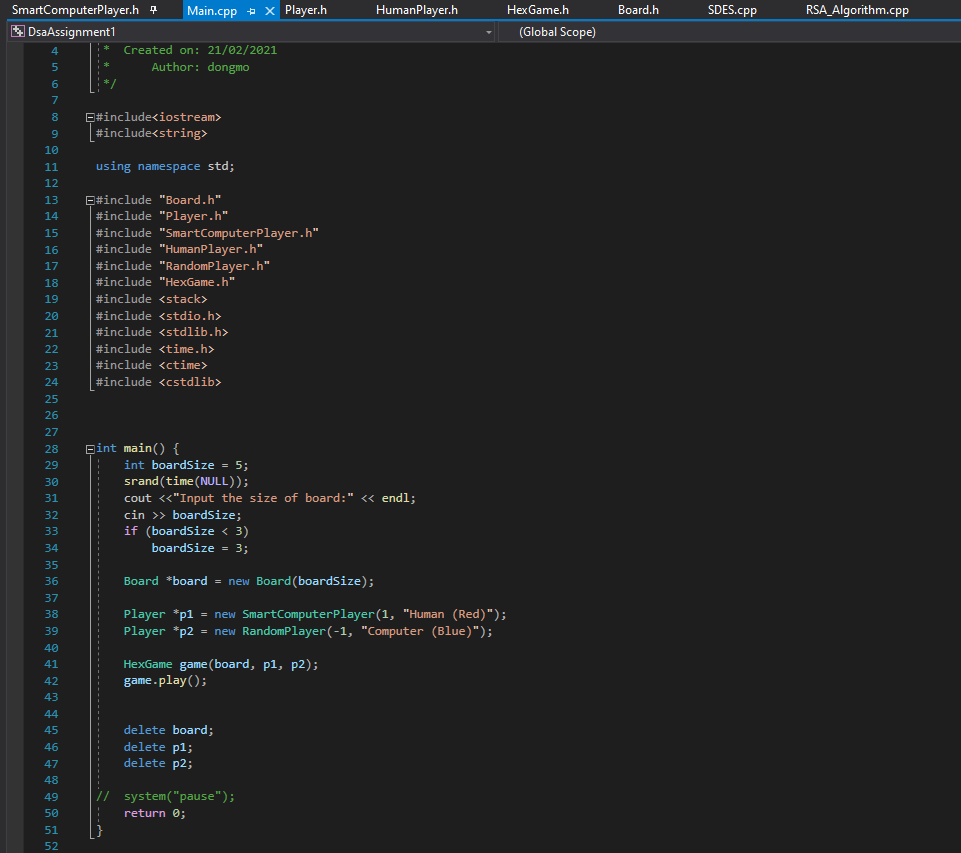 SmartComputerPlayer.h Main.cpp Player.h HumanPlayer.h HexGame.h Board.h SDES.cpp RSA_Algorithm.cpp
DsaAssignment1 (Global Scope)
4 * Created on: 21/02/2021
5 * Author: dongmo
6 */
7
8 #include<iostream>
9 #include<string>
10
11 using namespace std;
12
13 #include "Board.h"
14 #include "Player.h"
15 #include "SmartComputerPlayer.h"
16 #include "HumanPlayer.h"
17 #include "RandomPlayer.h"
18 #include "HexGame.h"
19 #include <stack>
20 #include <stdio.h>
21 #include <stdlib.h>
22 #include <time.h>
23 #include <ctime>
24 #include <cstdlib>
25
26
27
28 int main() {
29 int boardSize = 5;
30 srand(time(NULL));
31 cout <<"Input the size of board:" << endl;
32 cin >> boardSize;
33 if (boardSize < 3)
34 boardSize = 3;
35
36 Board *board = new Board(boardSize);
37
38 Player *p1 = new SmartComputerPlayer(1, "Human (Red)");
39 Player *p2 = new RandomPlayer(-1, "Computer (Blue)");
40
41 HexGame game(board, p1, p2);
42 game.play();
43
44
45 delete board;
46 delete p1;
47 delete p2;
48
49 // system("pause");
50 return 0;
51 }
52